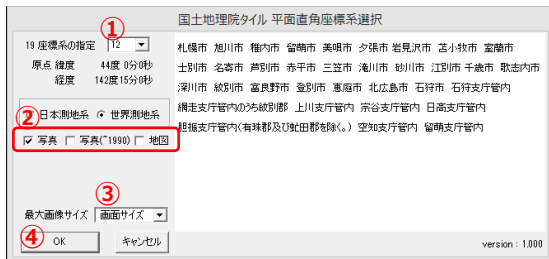 国土地理院タイル 平面直角座標系選択
①
19 座標系の指定 12
原点 緯度 44度 0分0秒
経度 142度15分0秒
札幌市 旭川市 稚内市 留萌市 美唄市 夕張市 岩見沢市 苫小牧市 室蘭市
士別市 名寄市 芦別市 赤平市 三笠市 滝川市 砂川市 江別市 千歳市 歌志内市
深川市 紋別市 富良野市 登別市 恵庭市 北広島市 石狩市 石狩支庁管内
網走支庁管内のうち紋別郡 上川支庁管内 宗谷支庁管内 日高支庁管内
胆振支庁管内(有珠郡及び虻田郡を除く。) 空知支庁管内 留萌支庁管内
②
日本測地系 世界測地系
写真 写真(~1990) 地図
③
最大画像サイズ 画面サイズ
④
OK キャンセル
version : 1.000